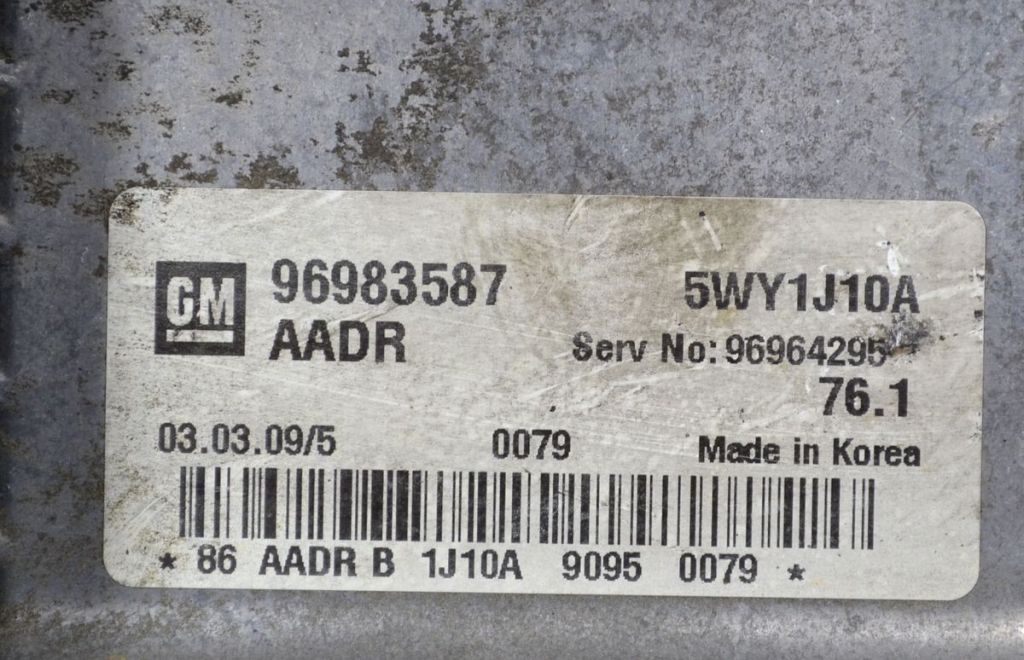 GM 96983587 5WY1J10A
AADR Serv No: 96964295
76.1
03.03.09/5 0079 Made in Korea
* 86 AADR B 1J10A 9095 0079 *